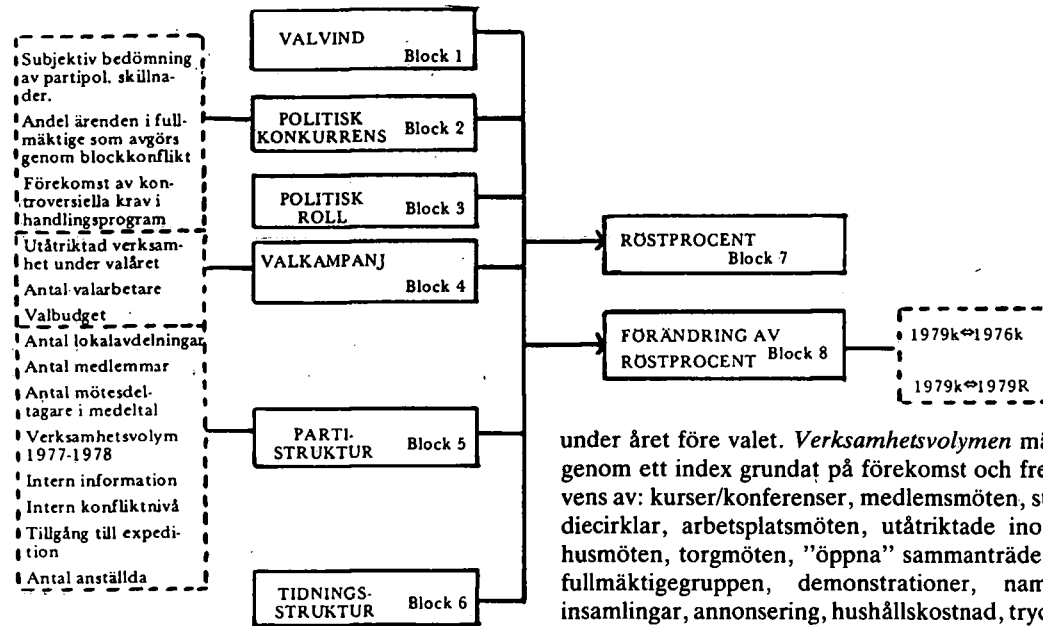 Subjektiv bedömning
av partipol. skillna-
der.
Andel ärenden i full-
mäktige som avgörs
genom blockkonflikt
Förekomst av kon-
troversiella krav i
handlingsprogram
Utåtriktad verksam-
het under valåret
Antal valarbetare
Valbudget
Antal lokalavdelningar
Antal medlemmar
Antal mötesdel-
tagare i medeltal
Verksamhetsvolym
1977-1978
Intern information
Intern konfliktnivå
Tillgång till expedi-
tion
Antal anställda
VALVIND
Block 1
POLITISK
KONKURRENS Block 2
POLITISK
ROLL Block 3
VALKAMPANJ
Block 4
PARTI-
STRUKTUR Block 5
TIDNINGS-
STRUKTUR Block 6
RÖSTPROCENT
Block 7
FÖRÄNDRING AV
RÖSTPROCENT Block 8
1979k⇔1976k
1979k⇔1979R
under året före valet. Verksamhetsvolymen
genom ett index grundat på förekomst och
vens av: kurser/konferenser, medlemsmöten,
diecirklar, arbetsplatsmöten, utåtriktade
husmöten, torgmöten, ”öppna” sammanträde
fullmäktigegruppen, demonstrationer,
insamlingar, annonsering, hushållskostnad,